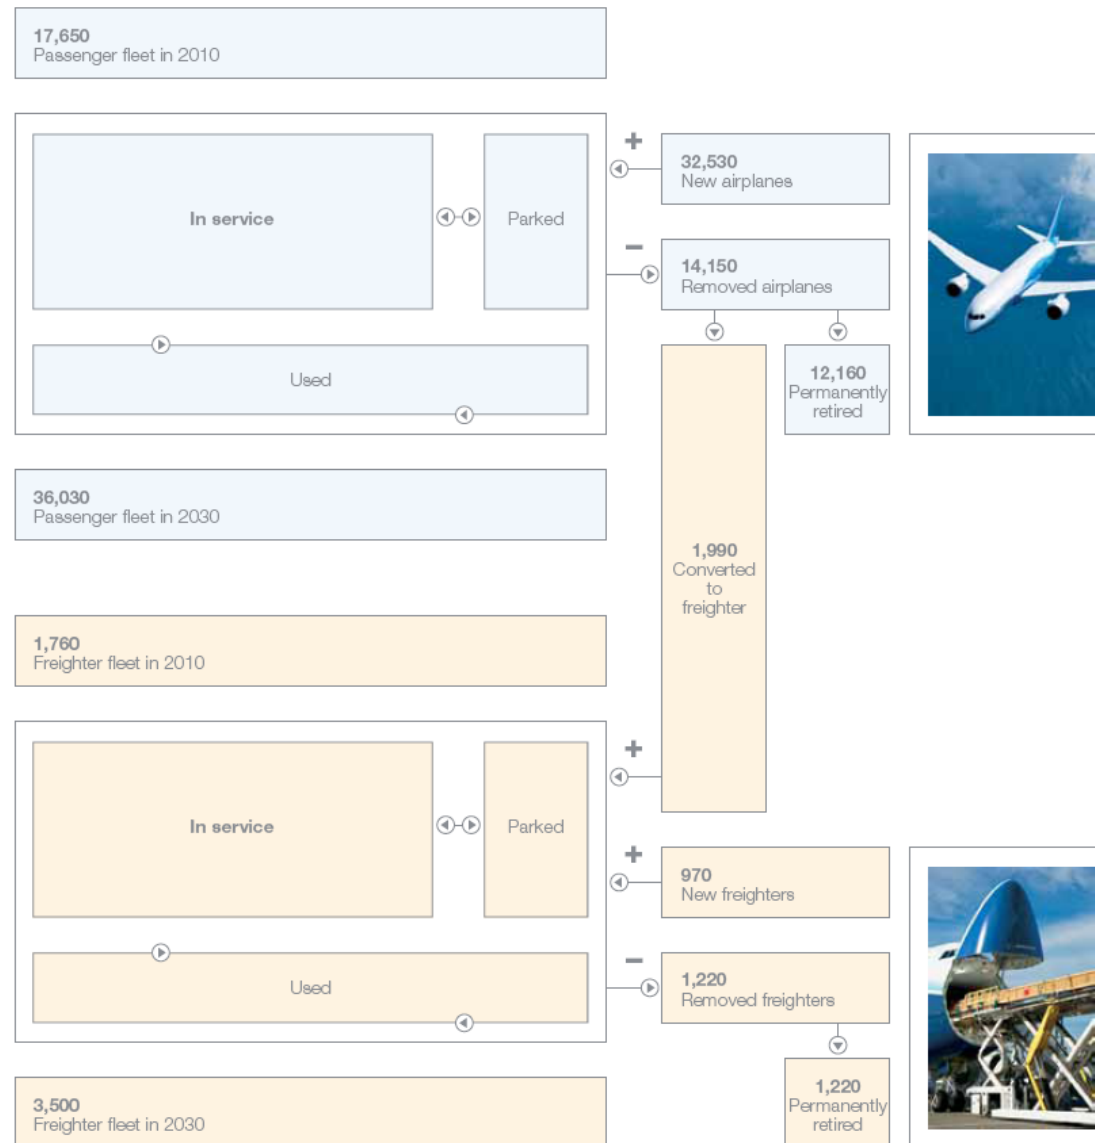 17,650
Passenger fleet in 2010
In service
Parked
Used
+
32,530
New airplanes
−
14,150
Removed airplanes
12,160
Permanently
retired
36,030
Passenger fleet in 2030
1,990
Converted
to
freighter
1,760
Freighter fleet in 2010
In service
Parked
Used
+
+
970
New freighters
−
1,220
Removed freighters
1,220
Permanently
retired
3,500
Freighter fleet in 2030